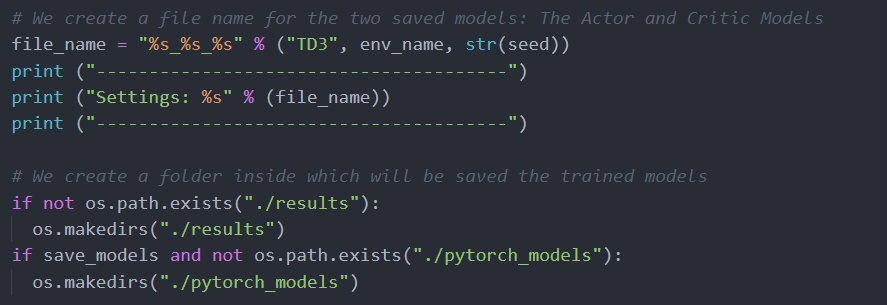 # We create a file name for the two saved models: The Actor and Critic Models
file_name = "%s_%s_%s" % ("TD3", env_name, str(seed))
print ("---------------------------------------")
print ("Settings: %s" % (file_name))
print ("---------------------------------------")

# We create a folder inside which will be saved the trained models
if not os.path.exists("./results"):
  os.makedirs("./results")
if save_models and not os.path.exists("./pytorch_models"):
  os.makedirs("./pytorch_models")